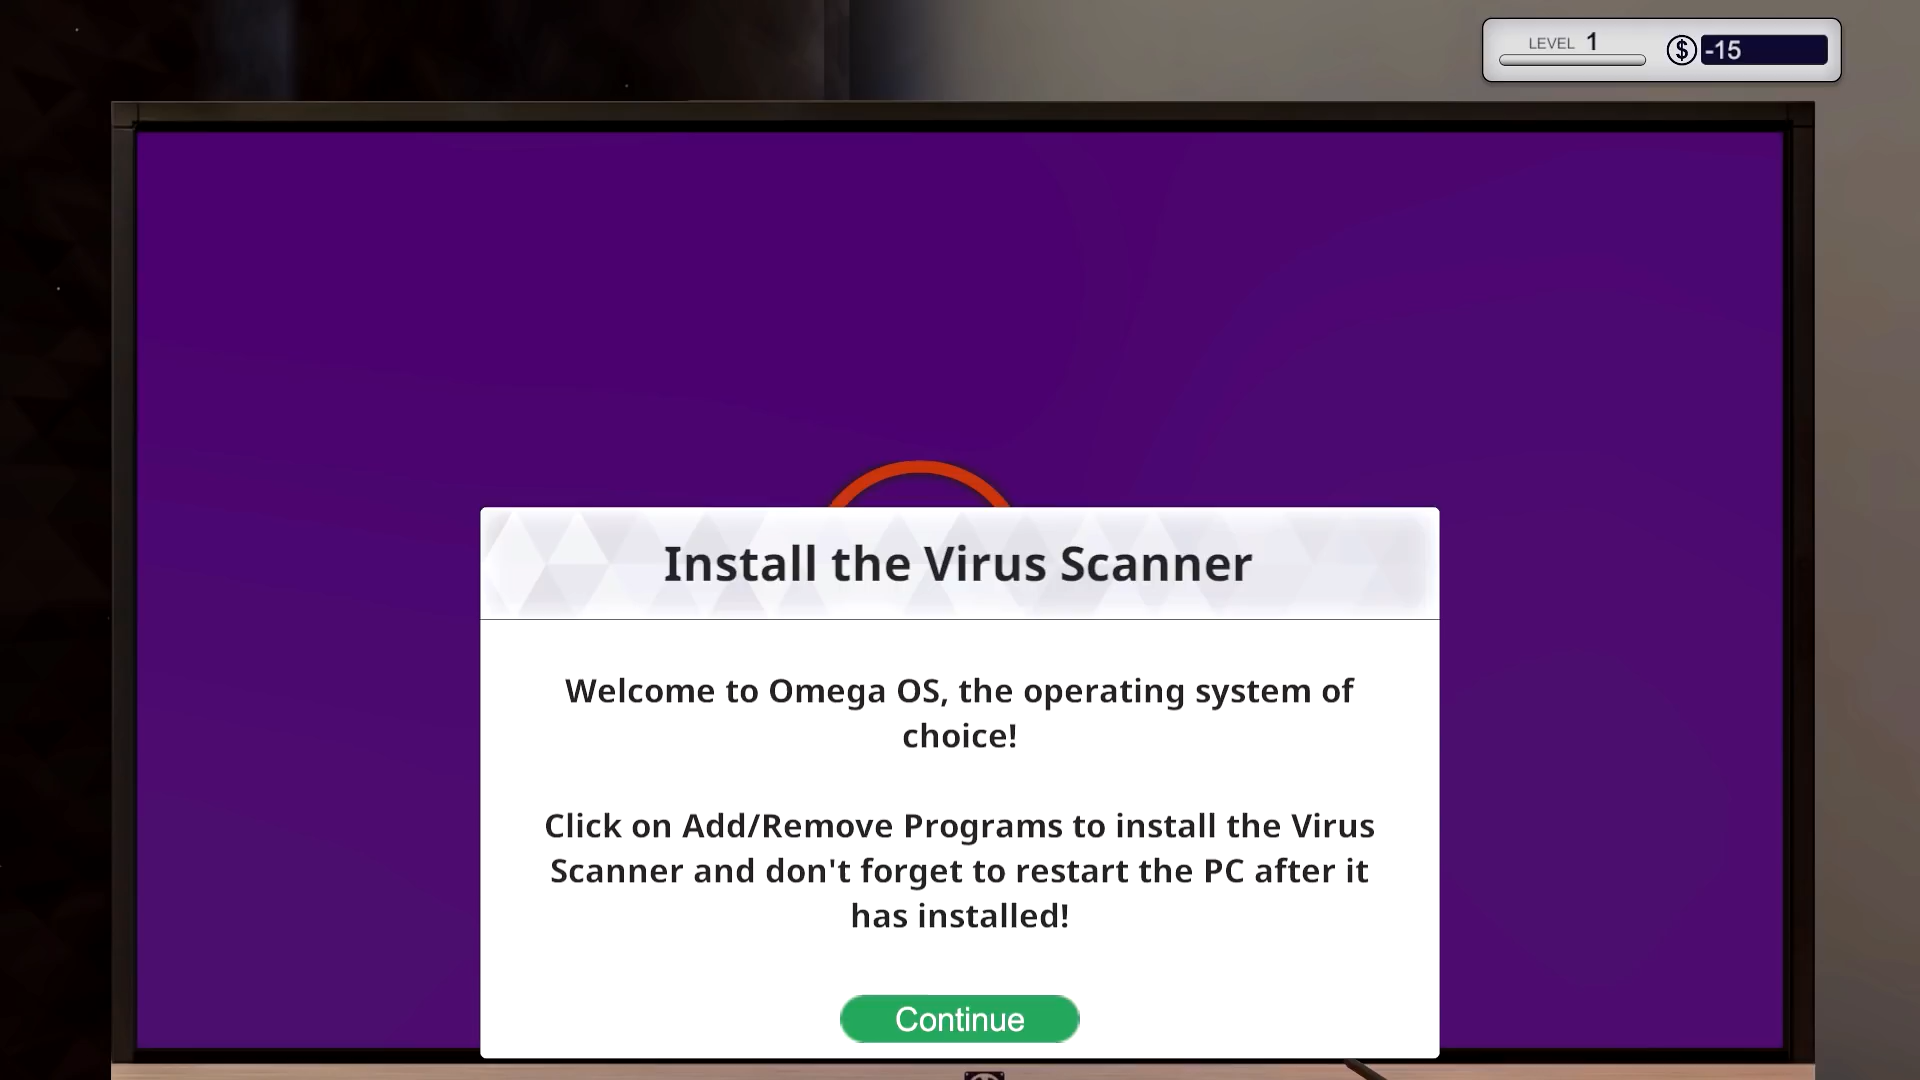 LEVEL 1
$ -15
Install the Virus Scanner
Welcome to Omega OS, the operating system of
choice!
Click on Add/Remove Programs to install the Virus
Scanner and don't forget to restart the PC after it
has installed!
Continue